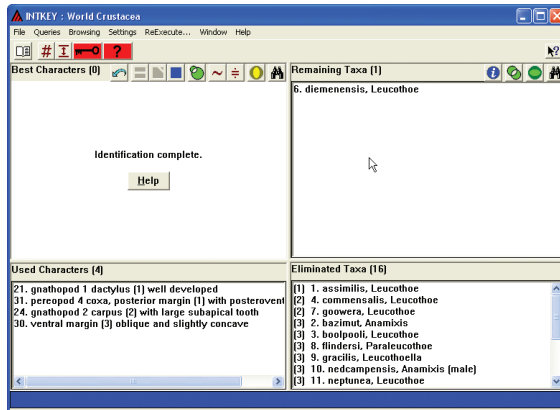 INTKEY : World Crustacea
File Queries Browsing Settings ReExecute... Window Help
Best Characters (0)
Remaining Taxa (1)
6. diemenensis, Leucothoe
Identification complete.
Help
Used Characters (4)
21. gnathopod 1 dactylus (1) well developed
31. pereopod 4 coxa, posterior margin (1) with posterovent
24. gnathopod 2 carpus (2) with large subapical tooth
30. ventral margin (3) oblique and slightly concave
Eliminated Taxa (16)
(1) 1. assimilis, Leucothoe
(2) 4. commensalis, Leucothoe
(2) 7. goowera, Leucothoe
(3) 2. bazimut, Anamixis
(3) 3. boolpooli, Leucothoe
(3) 8. flindersi, Paraleucothoe
(3) 9. gracilis, Leucothoella
(3) 10. nedcampensis, Anamixis (male)
(3) 11. neptunea, Leucothoe